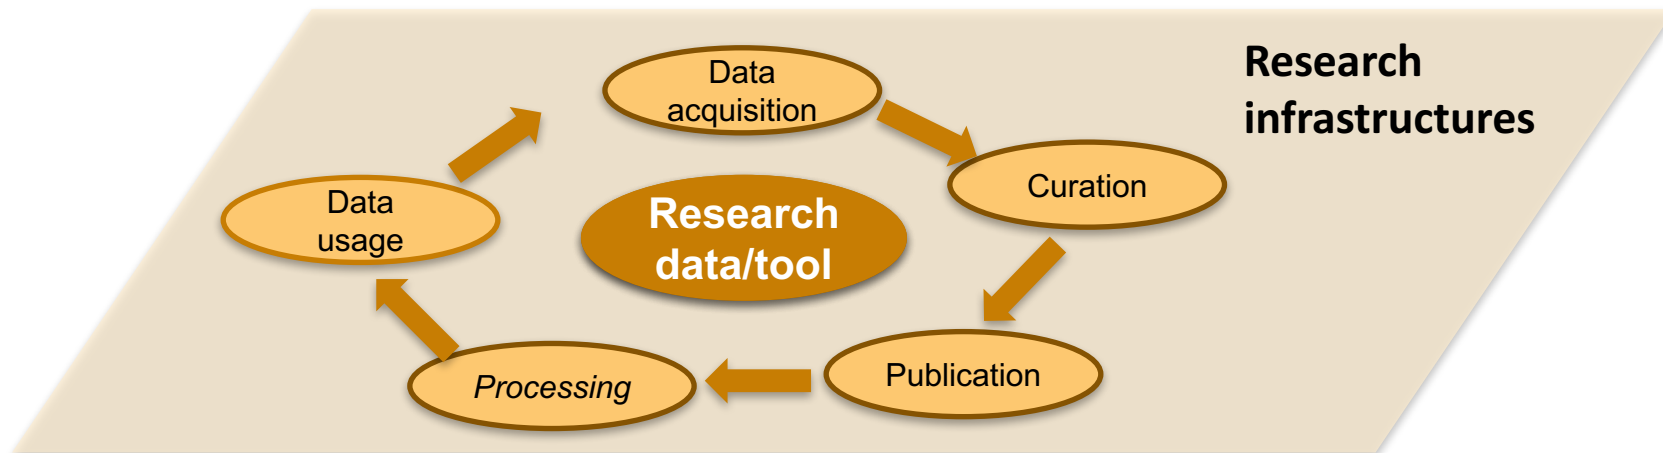 Research
infrastructures
Data
acquisition
Curation
Research
data/tool
Data
usage
Publication
Processing